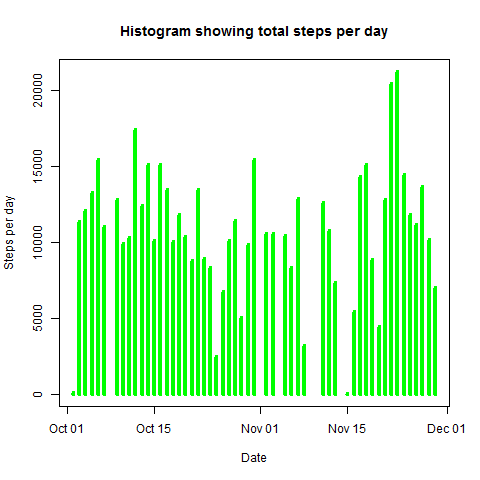 Histogram showing total steps per day
Steps per day
20000
15000
10000
5000
0
Oct 01 Oct 15 Nov 01 Nov 15 Dec 01
Date